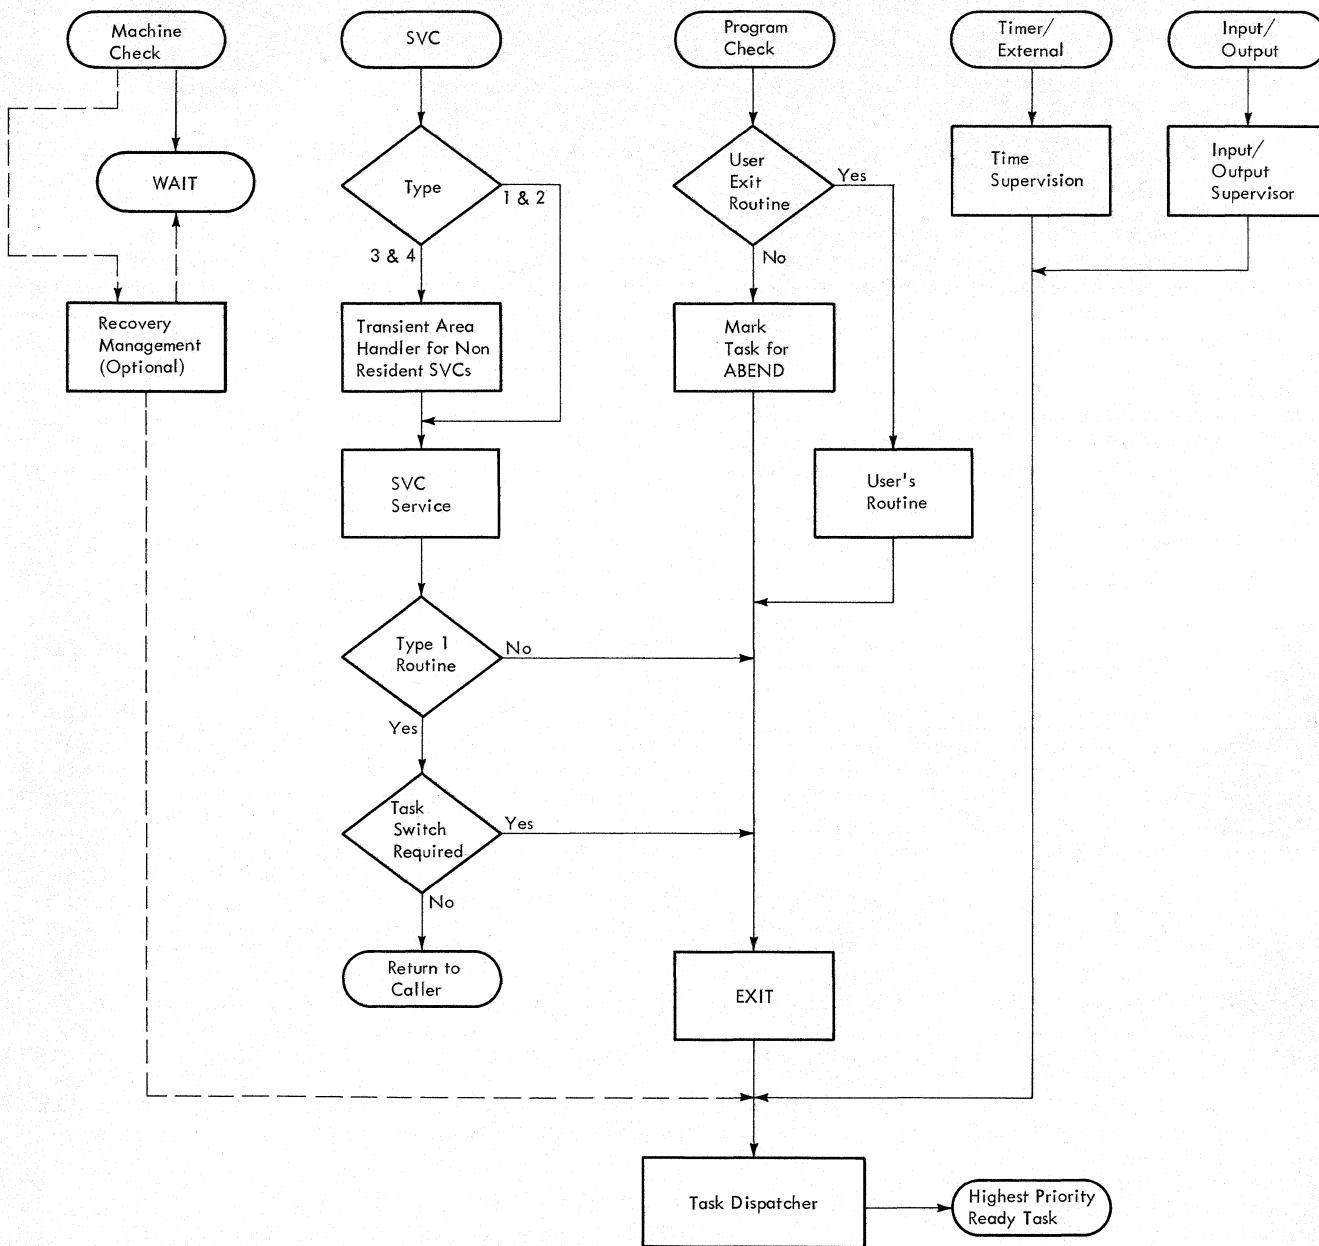 Machine
Check
SVC
Program
Check
Timer/
External
Input/
Output
WAIT
Type
1 & 2
3 & 4
User
Exit
Routine
Yes
No
Time
Supervision
Input/
Output
Supervisor
Recovery
Management
(Optional)
Transient Area
Handler for Non
Resident SVCs
Mark
Task for
ABEND
SVC
Service
User's
Routine
Type 1
Routine
No
Yes
Task
Switch
Required
Yes
No
Return to
Caller
EXIT
Task Dispatcher
Highest Priority
Ready Task